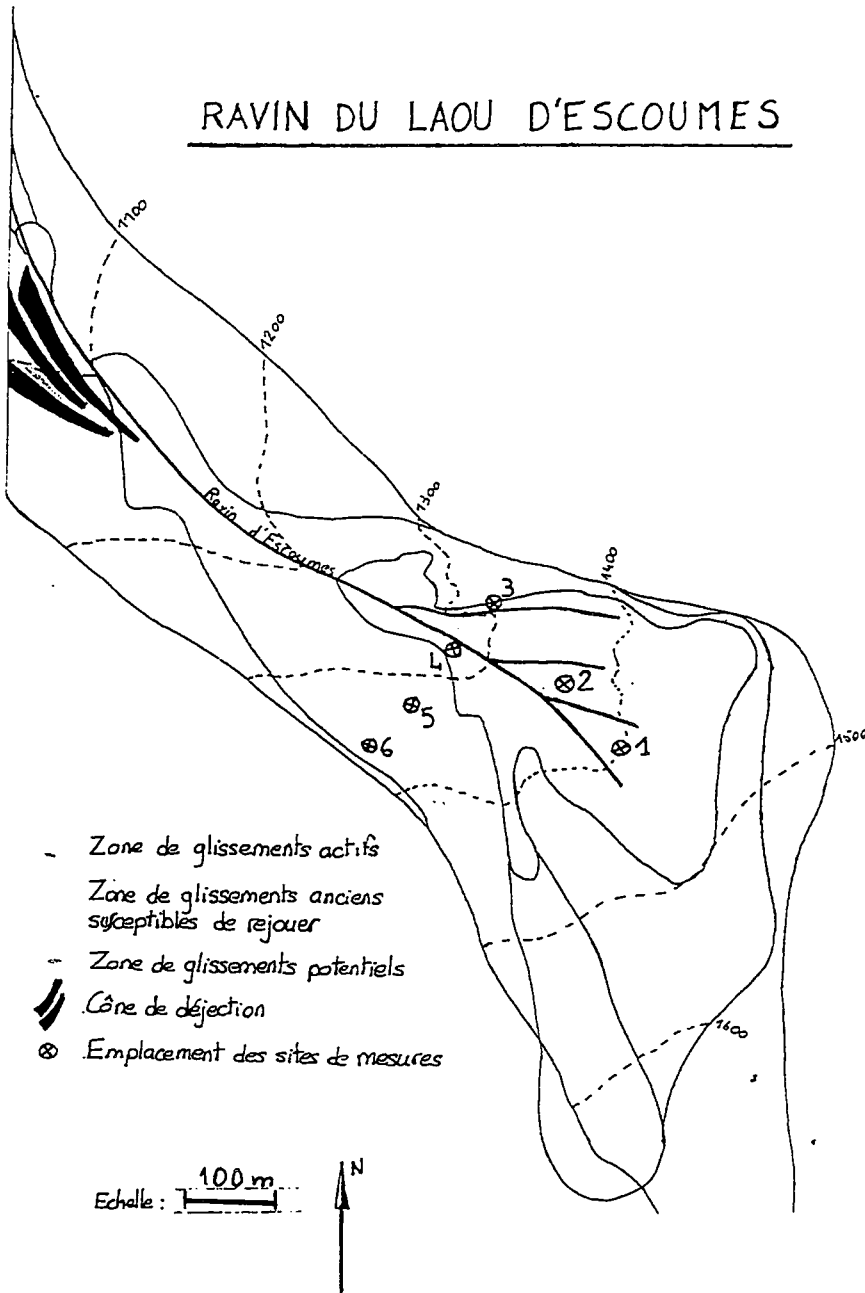 RAVIN DU LAOU D'ESCOUMES
1100
1200
1300
1400
1500
1600
Ravin
d'Escoumes
3
4
2
5
1
6
Zone de glissements actifs
Zone de glissements anciens
susceptibles de rejouer
Zone de glissements potentiels
Cône de déjection
Emplacement des sites de mesures
Echelle :
100 m
N